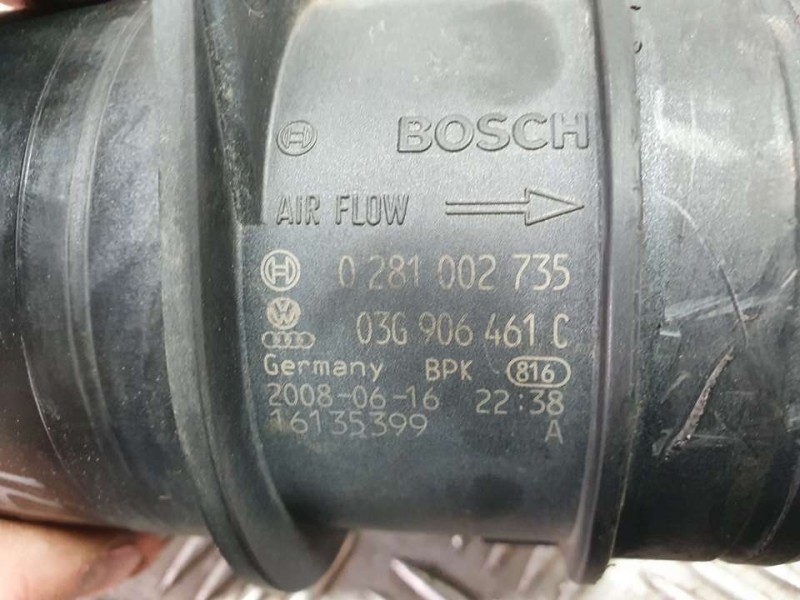 BOSCH
AIR FLOW
0 281 002 735
03G 906 461 C
Germany BPK 816
2008-06-16 22:38
16135399 A